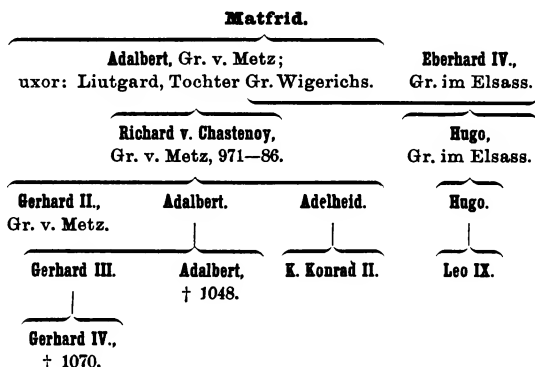 Matfrid.
Adalbert, Gr. v. Metz; Eberhard IV.,
uxor: Liutgard, Tochter Gr. Wigerichs. Gr. im Elsass.
Richard v. Chastenoy, Hugo,
Gr. v. Metz, 971—86. Gr. im Elsass.
Gerhard II., Adalbert. Adelheid. Hugo.
Gr. v. Metz.
Gerhard III. Adalbert, K. Konrad II. Leo IX.
† 1048.
Gerhard IV.,
† 1070.